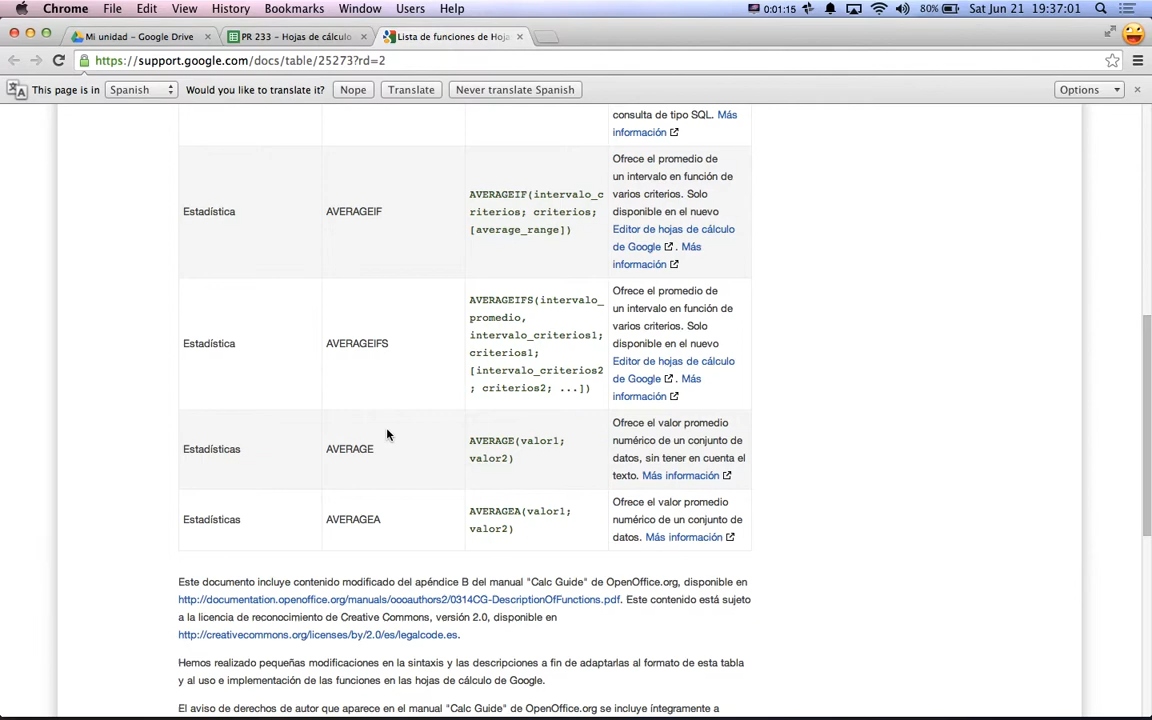 Chrome File Edit View History Bookmarks Window Users Help 0:01:15 80% Sat Jun 21 19:37:01
Mi unidad – Google Drive × PR 233 – Hojas de cálculo × Lista de funciones de Hoja ×
https://support.google.com/docs/table/25273?rd=2
This page is in Spanish Would you like to translate it? Nope Translate Never translate Spanish Options ×
consulta de tipo SQL. Más
información
Estadística
AVERAGEIF
AVERAGEIF(intervalo_c
riterios; criterios;
[average_range])
Ofrece el promedio de
un intervalo en función de
varios criterios. Solo
disponible en el nuevo
Editor de hojas de cálculo
de Google . Más
información
Estadística
AVERAGEIFS
AVERAGEIFS(intervalo_
promedio,
intervalo_criterios1;
criterios1;
[intervalo_criterios2
; criterios2; ...])
Ofrece el promedio de
un intervalo en función de
varios criterios. Solo
disponible en el nuevo
Editor de hojas de cálculo
de Google . Más
información
Estadísticas
AVERAGE
AVERAGE(valor1;
valor2)
Ofrece el valor promedio
numérico de un conjunto de
datos, sin tener en cuenta el
texto. Más información
Estadísticas
AVERAGEA
AVERAGEA(valor1;
valor2)
Ofrece el valor promedio
numérico de un conjunto de
datos. Más información
Este documento incluye contenido modificado del apéndice B del manual "Calc Guide" de OpenOffice.org, disponible en
http://documentation.openoffice.org/manuals/oooauthors2/0314CG-DescriptionOfFunctions.pdf. Este contenido está sujeto
a la licencia de reconocimiento de Creative Commons, versión 2.0, disponible en
http://creativecommons.org/licenses/by/2.0/es/legalcode.es.
Hemos realizado pequeñas modificaciones en la sintaxis y las descripciones a fin de adaptarlas al formato de esta tabla
y al uso e implementación de las funciones en las hojas de cálculo de Google.
El aviso de derechos de autor que aparece en el manual "Calc Guide" de OpenOffice.org se incluye íntegramente a